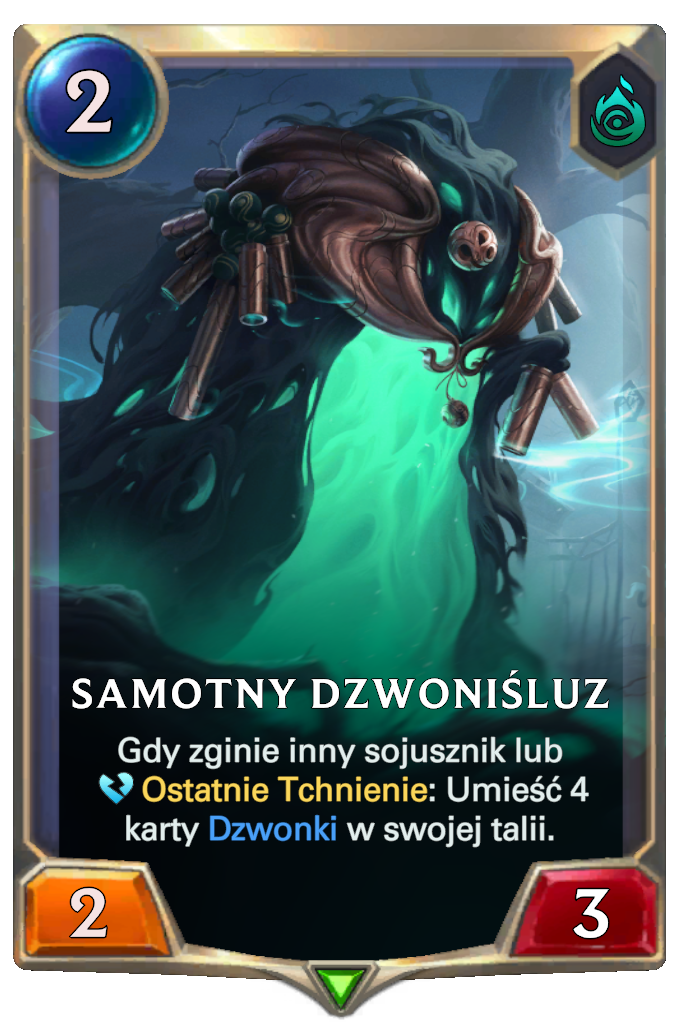 2
SAMOTNY DZWONIŚLUZ
Gdy zginie inny sojusznik lub
Ostatnie Tchnienie: Umieść 4
karty Dzwonki w swojej talii.
2
3